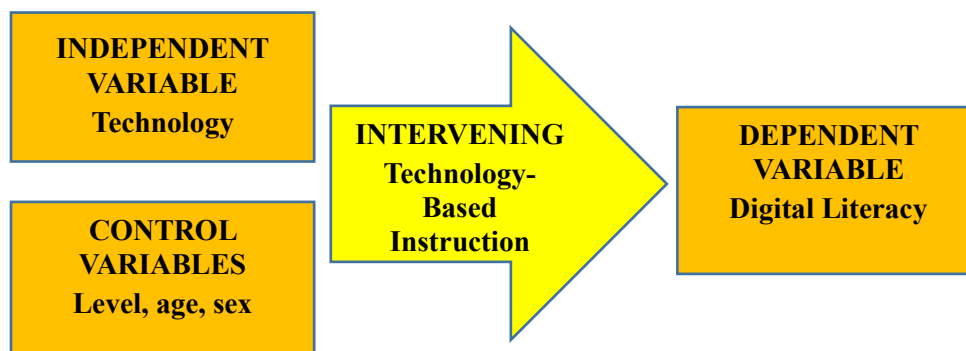 INDEPENDENT
VARIABLE
Technology
CONTROL
VARIABLES
Level, age, sex
INTERVENING
Technology-
Based
Instruction
DEPENDENT
VARIABLE
Digital Literacy